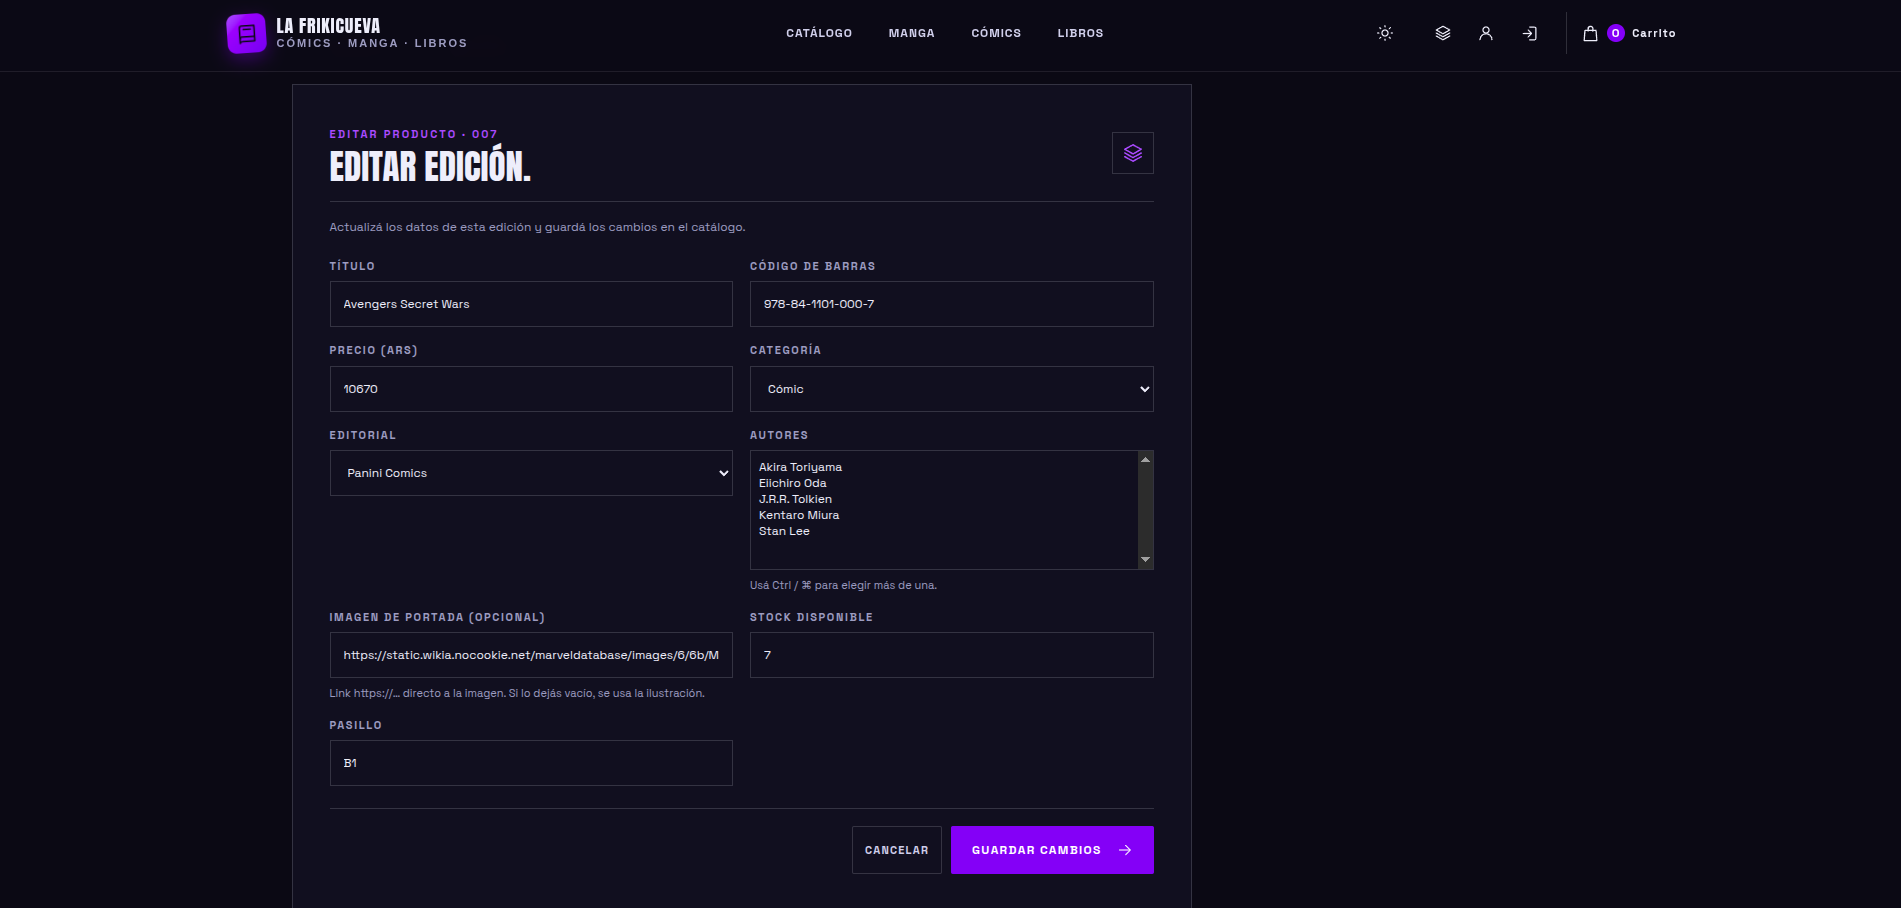 LA FRIKICUEVA
CÓMICS · MANGA · LIBROS
CATÁLOGO MANGA CÓMICS LIBROS
0 Carrito
EDITAR PRODUCTO · 007
EDITAR EDICIÓN.
Actualizá los datos de esta edición y guardá los cambios en el catálogo.
TÍTULO
Avengers Secret Wars
CÓDIGO DE BARRAS
978-84-1101-000-7
PRECIO (ARS)
10670
CATEGORÍA
Cómic
EDITORIAL
Panini Comics
AUTORES
Akira Toriyama
Eiichiro Oda
J.R.R. Tolkien
Kentaro Miura
Stan Lee
Usá Ctrl / ⌘ para elegir más de una.
IMAGEN DE PORTADA (OPCIONAL)
https://static.wikia.nocookie.net/marveldatabase/images/6/6b/M
Link https://... directo a la imagen. Si lo dejás vacío, se usa la ilustración.
STOCK DISPONIBLE
7
PASILLO
B1
CANCELAR
GUARDAR CAMBIOS →